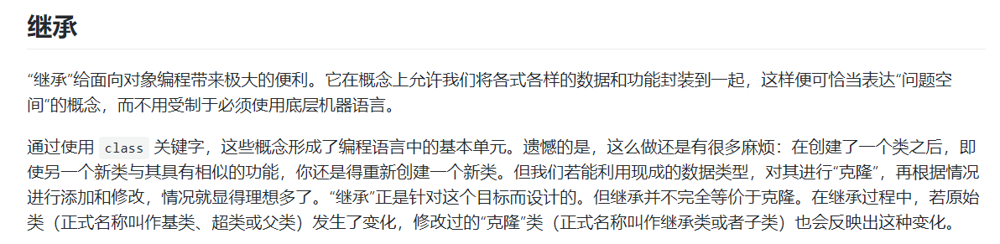 继承
“继承”给面向对象编程带来极大的便利。它在概念上允许我们将各式各样的数据和功能封装到一起，这样便可恰当表达“问题空
间”的概念，而不用受制于必须使用底层机器语言。
通过使用 class 关键字，这些概念形成了编程语言中的基本单元。遗憾的是，这么做还是有很多麻烦：在创建了一个类之后，即
使另一个新类与其具有相似的功能，你还是得重新创建一个新类。但我们若能利用现成的数据类型，对其进行“克隆”，再根据情况
进行添加和修改，情况就显得理想多了。“继承”正是针对这个目标而设计的。但继承并不完全等价于克隆。在继承过程中，若原始
类（正式名称叫作基类、超类或父类）发生了变化，修改过的“克隆”类（正式名称叫作继承类或者子类）也会反映出这种变化。